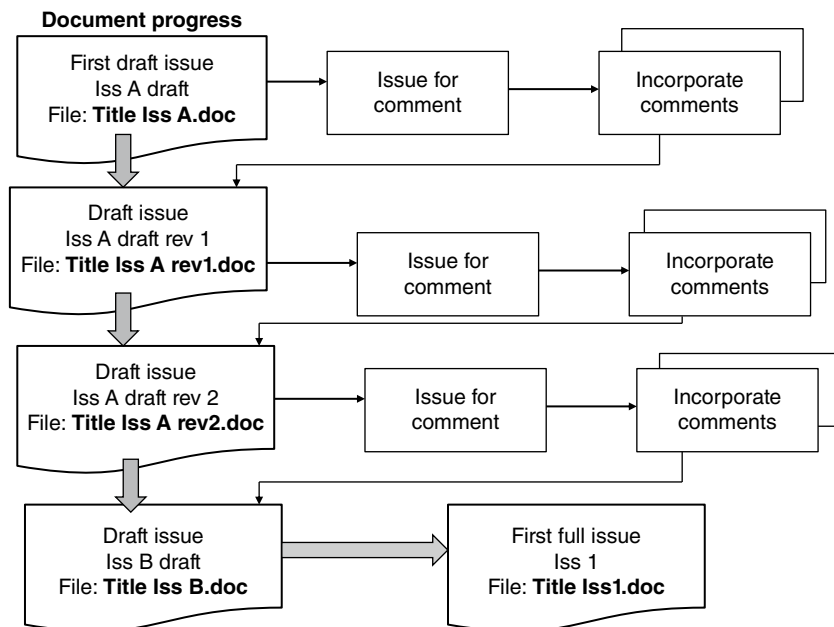 Document progress
First draft issue
Iss A draft
File: Title Iss A.doc
Issue for
comment
Incorporate
comments
Draft issue
Iss A draft rev 1
File: Title Iss A rev1.doc
Issue for
comment
Incorporate
comments
Draft issue
Iss A draft rev 2
File: Title Iss A rev2.doc
Issue for
comment
Incorporate
comments
Draft issue
Iss B draft
File: Title Iss B.doc
First full issue
Iss 1
File: Title Iss1.doc